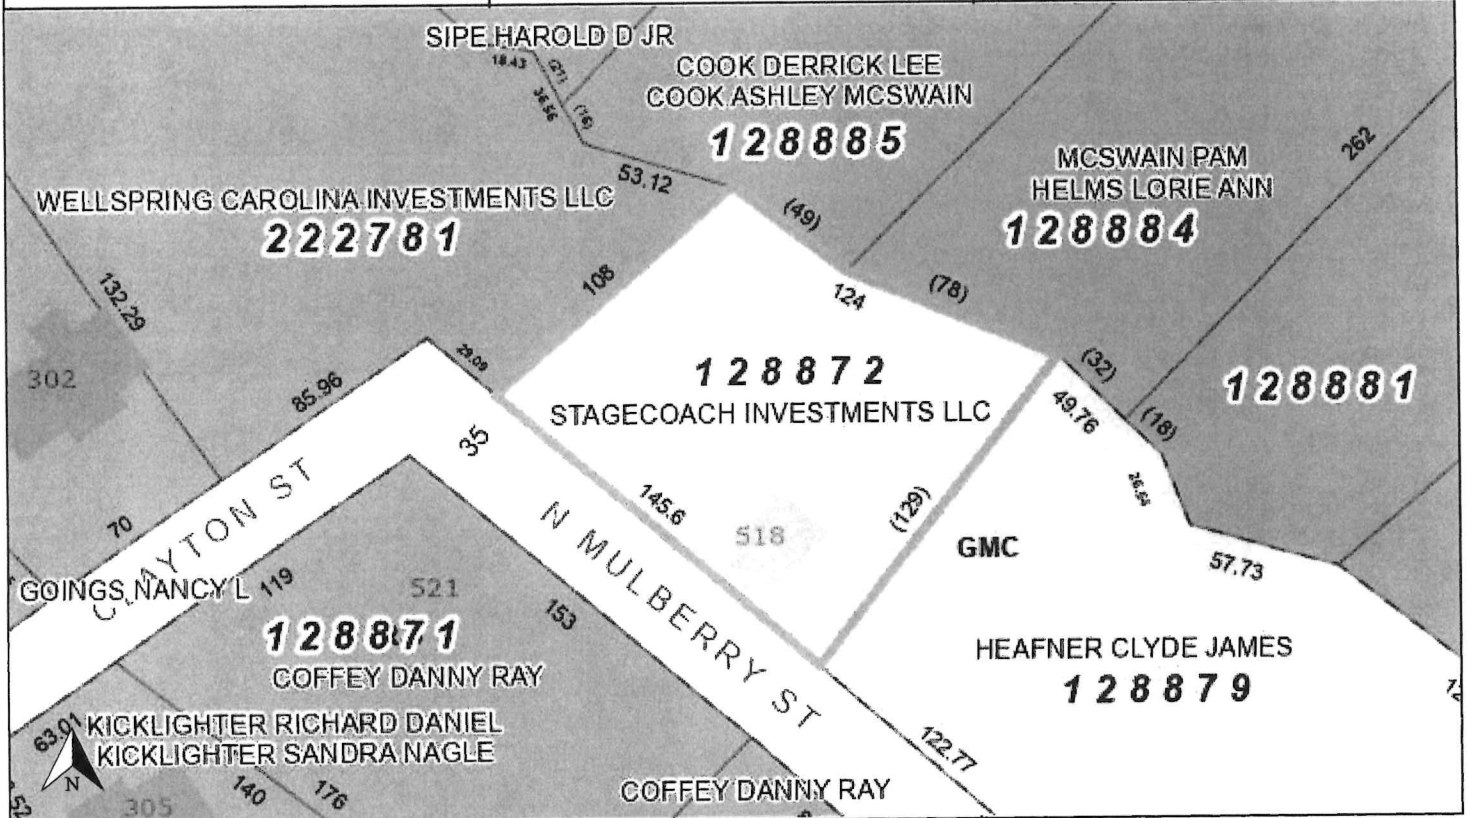 SIPE HAROLD D JR
18.43
(21)
36.56
(16)
COOK DERRICK LEE
COOK ASHLEY MCSWAIN
128885
53.12
(49)
MCSWAIN PAM
HELMS LORIE ANN
128884
262
WELLSPRING CAROLINA INVESTMENTS LLC
222781
132.29
108
124
(78)
302
85.96
29.09
128872
STAGECOACH INVESTMENTS LLC
(32)
49.76
(18)
128881
35
145.6
518
(129)
GMC
57.73
70
CLAYTON ST
N MULBERRY ST
GOINGS NANCY L
119
521
153
128871
COFFEY DANNY RAY
HEAFNER CLYDE JAMES
128879
63.01
KICKLIGHTER RICHARD DANIEL
KICKLIGHTER SANDRA NAGLE
N
122.77
140
176
305
COFFEY DANNY RAY